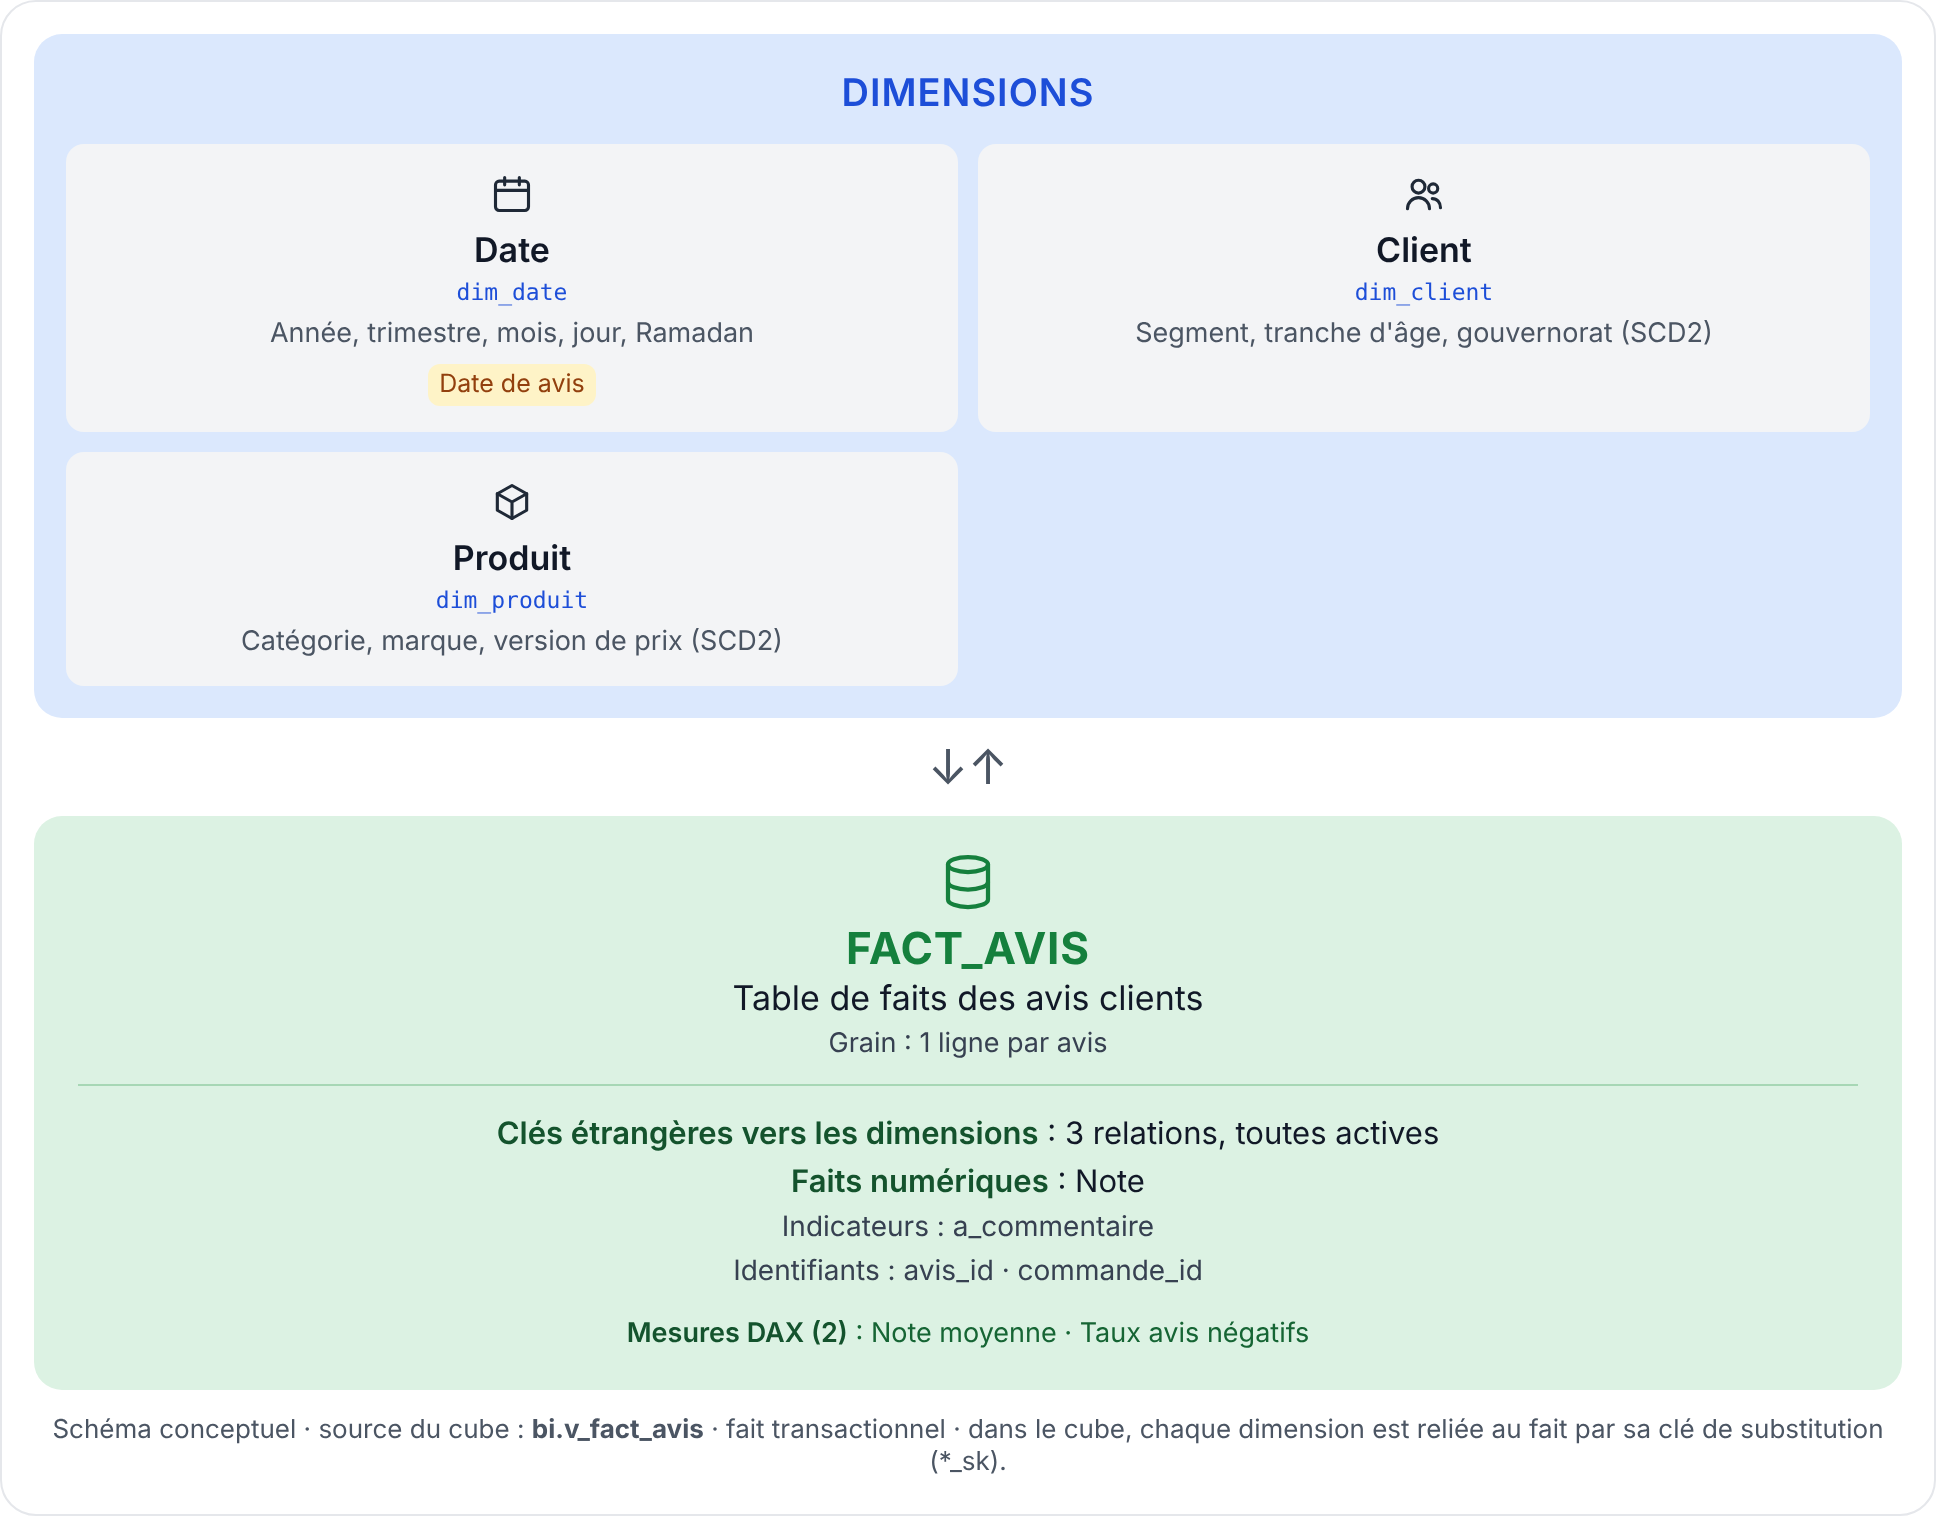 DIMENSIONS
Date
dim_date
Année, trimestre, mois, jour, Ramadan
Date de avis
Client
dim_client
Segment, tranche d'âge, gouvernorat (SCD2)
Produit
dim_produit
Catégorie, marque, version de prix (SCD2)
FACT_AVIS
Table de faits des avis clients
Grain : 1 ligne par avis
Clés étrangères vers les dimensions : 3 relations, toutes actives
Faits numériques : Note
Indicateurs : a_commentaire
Identifiants : avis_id · commande_id
Mesures DAX (2) : Note moyenne · Taux avis négatifs
Schéma conceptuel · source du cube : bi.v_fact_avis · fait transactionnel · dans le cube, chaque dimension est reliée au fait par sa clé de substitution
(*_sk).